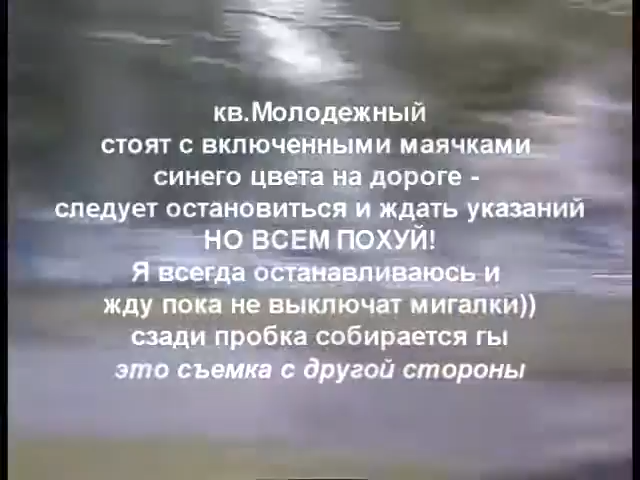 кв.Молодежный
стоят с включенными маячками
синего цвета на дороге -
следует остановиться и ждать указаний
НО ВСЕМ ПОХУЙ!
Я всегда останавливаюсь и
жду пока не выключат мигалки))
сзади пробка собирается гы
это съемка с другой стороны